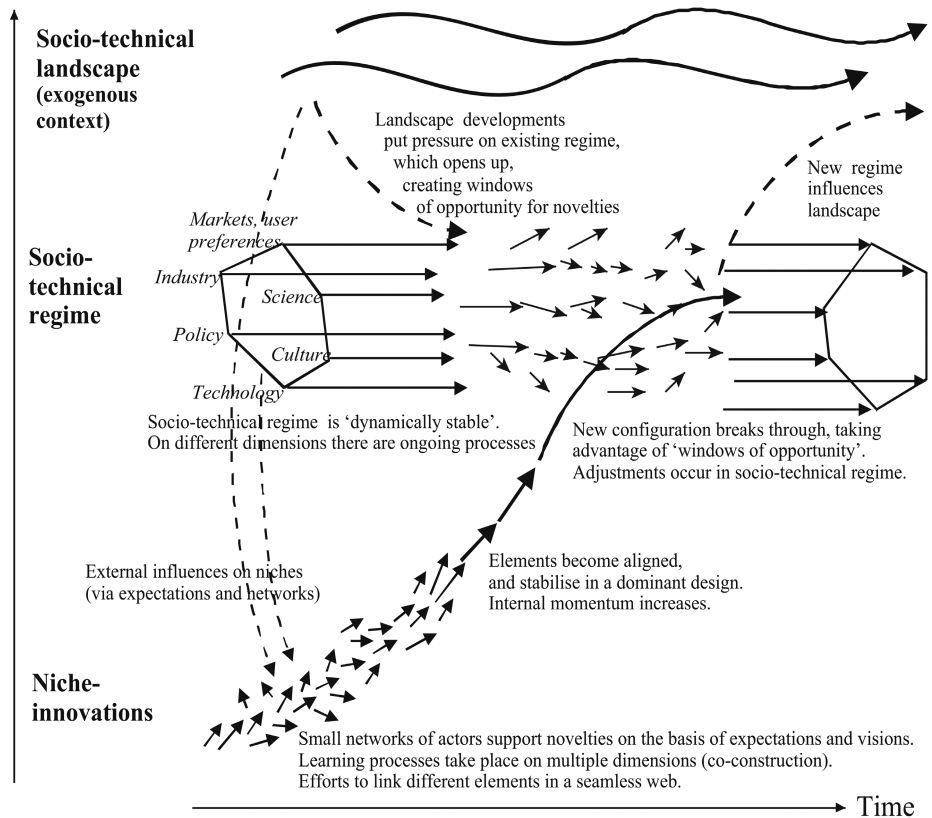 Socio-technical
landscape
(exogenous
context)
Landscape developments
put pressure on existing regime,
which opens up,
creating windows
of opportunity for novelties
New regime
influences
landscape
Markets, user
preferences
Socio-
technical
regime
Industry
Science
Policy
Culture
Technology
Socio-technical regime is ‘dynamically stable’.
On different dimensions there are ongoing processes
New configuration breaks through, taking
advantage of ‘windows of opportunity’.
Adjustments occur in socio-technical regime.
External influences on niches
(via expectations and networks)
Elements become aligned,
and stabilise in a dominant design.
Internal momentum increases.
Niche-
innovations
Small networks of actors support novelties on the basis of expectations and visions.
Learning processes take place on multiple dimensions (co-construction).
Efforts to link different elements in a seamless web.
Time